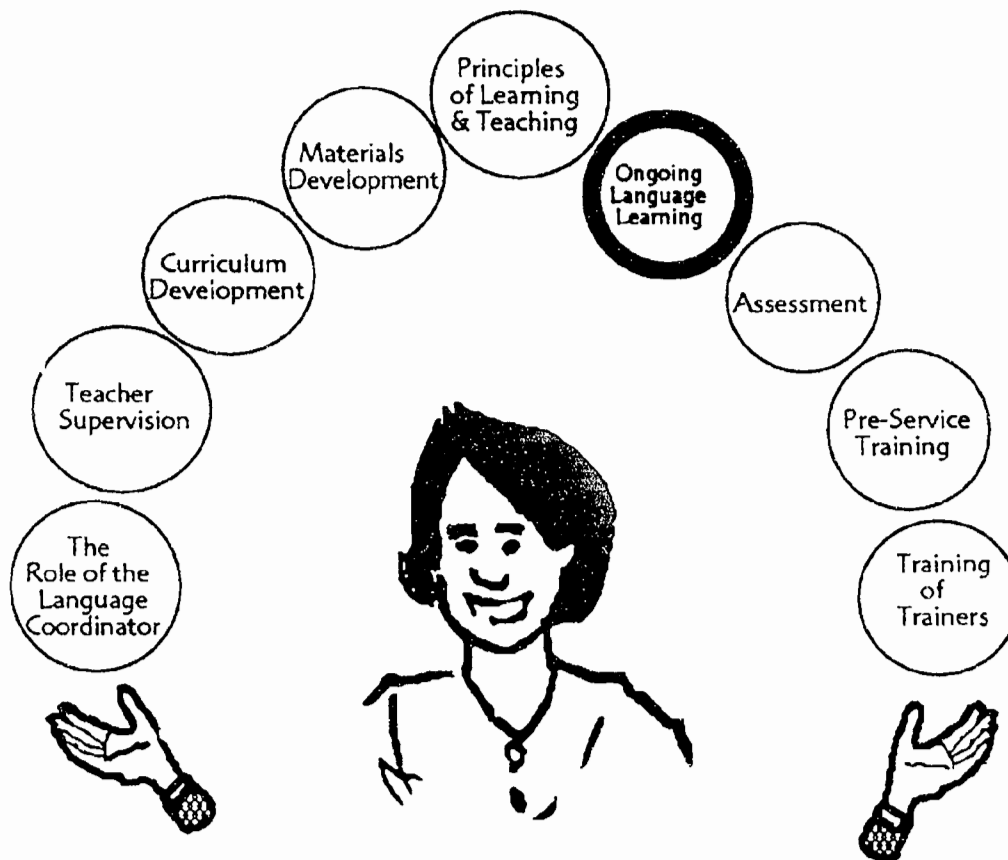 Principles
of Learning
& Teaching
Materials
Development
Ongoing
Language
Learning
Curriculum
Development
Assessment
Teacher
Supervision
Pre-Service
Training
The
Role of the
Language
Coordinator
Training
of
Trainers